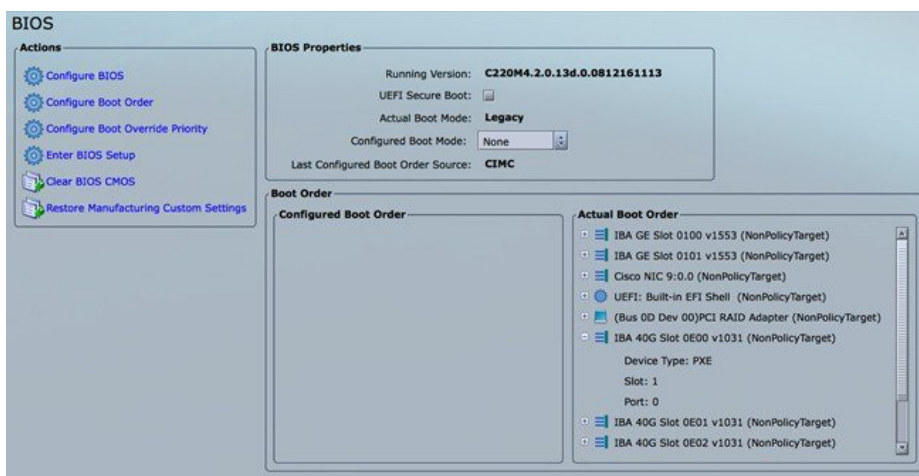 BIOS
Actions
Configure BIOS
Configure Boot Order
Configure Boot Override Priority
Enter BIOS Setup
Clear BIOS CMOS
Restore Manufacturing Custom Settings
BIOS Properties
Running Version: C220M4.2.0.13d.0.0812161113
UEFI Secure Boot:
Actual Boot Mode: Legacy
Configured Boot Mode: None
Last Configured Boot Order Source: CIMC
Boot Order
Configured Boot Order
Actual Boot Order
IBA GE Slot 0100 v1553 (NonPolicyTarget)
IBA GE Slot 0101 v1553 (NonPolicyTarget)
Cisco NIC 9:0.0 (NonPolicyTarget)
UEFI: Built-in EFI Shell (NonPolicyTarget)
(Bus 0D Dev 00)PCI RAID Adapter (NonPolicyTarget)
IBA 40G Slot 0E00 v1031 (NonPolicyTarget)
Device Type: PXE
Slot: 1
Port: 0
IBA 40G Slot 0E01 v1031 (NonPolicyTarget)
IBA 40G Slot 0E02 v1031 (NonPolicyTarget)